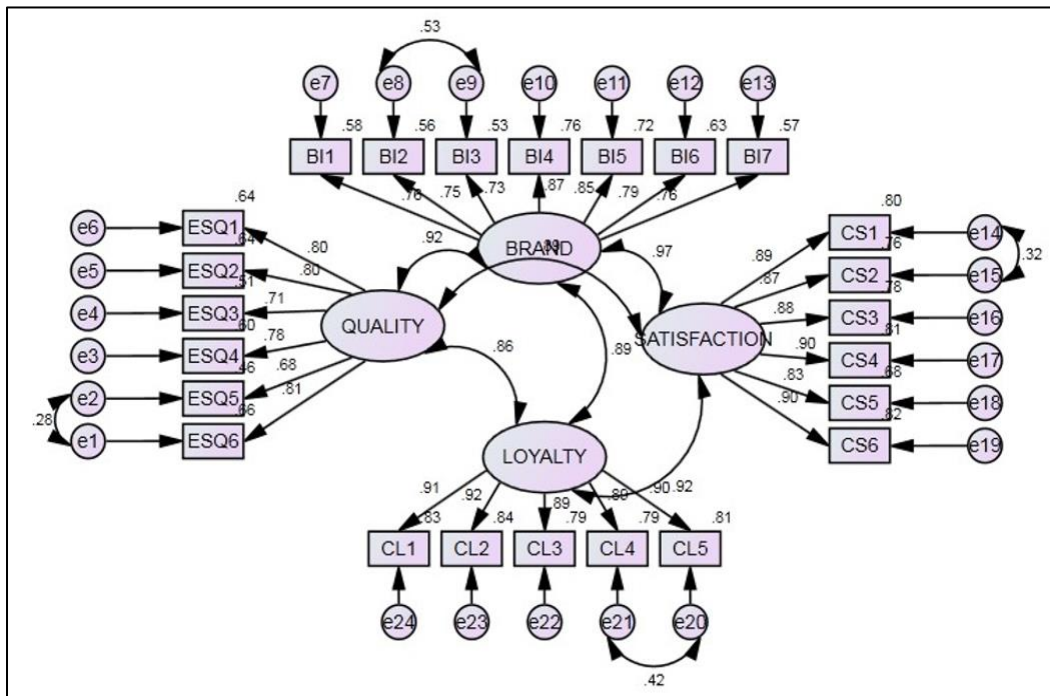 .53
e7 e8 e9 e10 e11 e12 e13
.58 .56 .53 .76 .72 .63 .57
BI1 BI2 BI3 BI4 BI5 BI6 BI7
.76 .75 .73 .87 .85 .79 .76
BRAND
.92 .89 .97
.64 .64 .51 .60 .46 .66
e6 ESQ1 .80
e5 ESQ2 .80
e4 ESQ3 .71
e3 ESQ4 .78
e2 ESQ5 .68
e1 ESQ6 .81
.28
QUALITY
SATISFACTION
.80 .76 .78 .81 .68 .82
.89 CS1 e14
.87 CS2 e15
.88 CS3 e16
.90 CS4 e17
.83 CS5 e18
.90 CS6 e19
.32
.86 .89
LOYALTY
.91 .92 .89 .89 .90 .92
.83 .84 .79 .79 .81
CL1 CL2 CL3 CL4 CL5
e24 e23 e22 e21 e20
.42